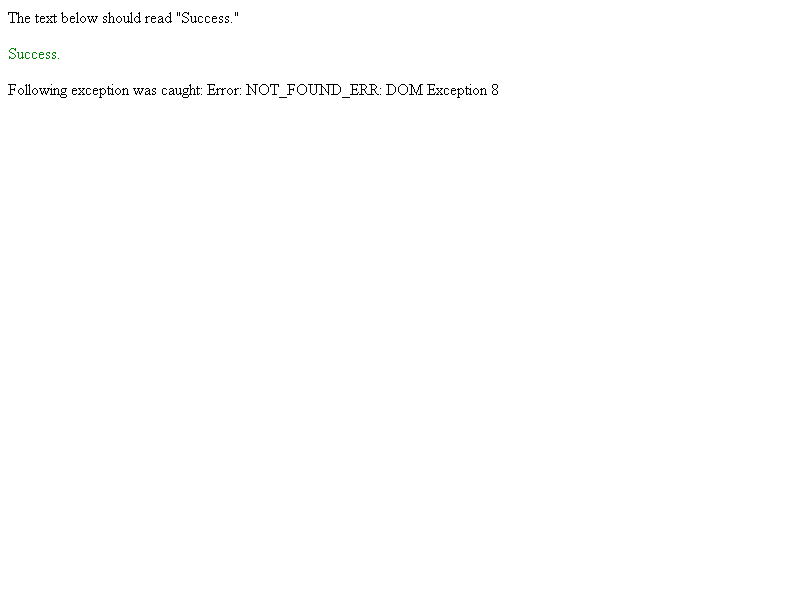 The text below should read "Success."
Success.
Following exception was caught: Error: NOT_FOUND_ERR: DOM Exception 8